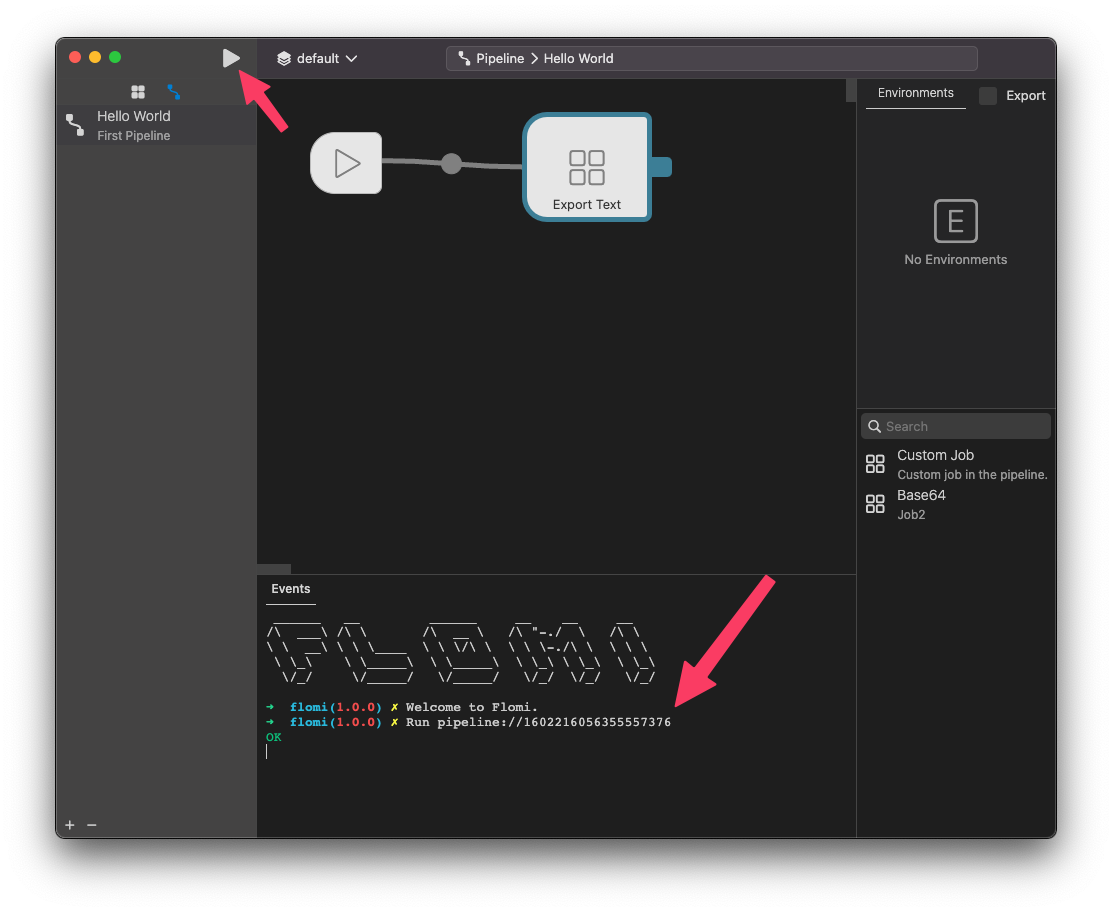 default
Pipeline > Hello World
Hello World
First Pipeline
Export Text
Environments
Export
E
No Environments
Search
Custom Job
Custom job in the pipeline.
Base64
Job2
Events
FLOMI
➜ flomi(1.0.0) ✗ Welcome to Flomi.
➜ flomi(1.0.0) ✗ Run pipeline://1602216056355557376
OK
+ −